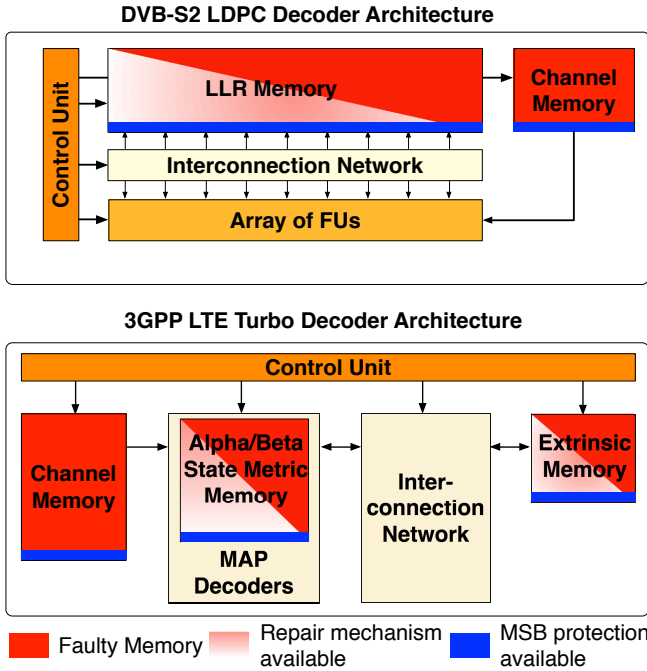 DVB-S2 LDPC Decoder Architecture
Control Unit
LLR Memory
Channel
Memory
Interconnection Network
Array of FUs
3GPP LTE Turbo Decoder Architecture
Control Unit
Channel
Memory
Alpha/Beta
State Metric
Memory
MAP
Decoders
Inter-
connection
Network
Extrinsic
Memory
Faulty Memory
Repair mechanism
available
MSB protection
available